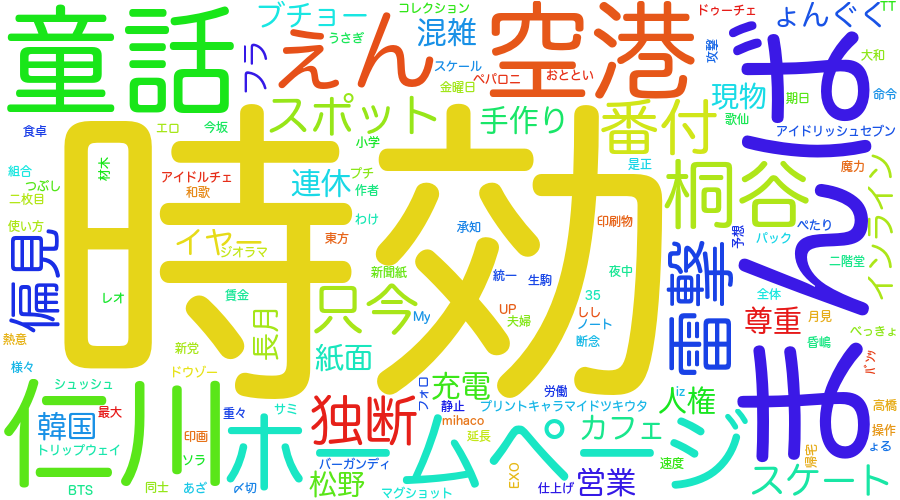 童話
ぇん
空港
ばんまん
時効
ブチョー
コレクション
うさぎ
混雑
スケール
ペパロニ
金曜日
ドゥーチェ
おととい
攻撃
ょんぐく
TT
大和
フラ
スポット
手作り
番付
現物
歌仙
期日
命令
食卓
エロ
今坂
小学
アイドリッシュセブン
材木
組合
つぶし
二枚目
アイドルチェ
和歌
連休
プチ
作者
是正
桐谷
魔力
インライン
使い方
偏見
イヤー
ジオラマ
東方
わけ
承知
印刷物
予想
ぺたり
パック
二階堂
新聞紙
統一
生駒
夜中
雷撃
レオ
賃金
只今
My
UP
35
しし
ノート
夫婦
断念
全体
尊重
月見
昏嶋
べっきょ
熱意
様々
新党
長月
紙面
ドウゾー
シュッシュ
最大
重々
サミ
独断
フォロ
充電
静止
労働
iz
人権
パンッ
仁川
韓国
トリップウェイ
印画
ソラ
ホームページ
mihaco
プリントキャラマイドツキウタ
延長
カフェ
高橋
操作
ょる
帰宅
速度
バーガンディ
松野
マグショット
EXO
営業
仕上げ
スケート
BTS
同士
あざ
〆切